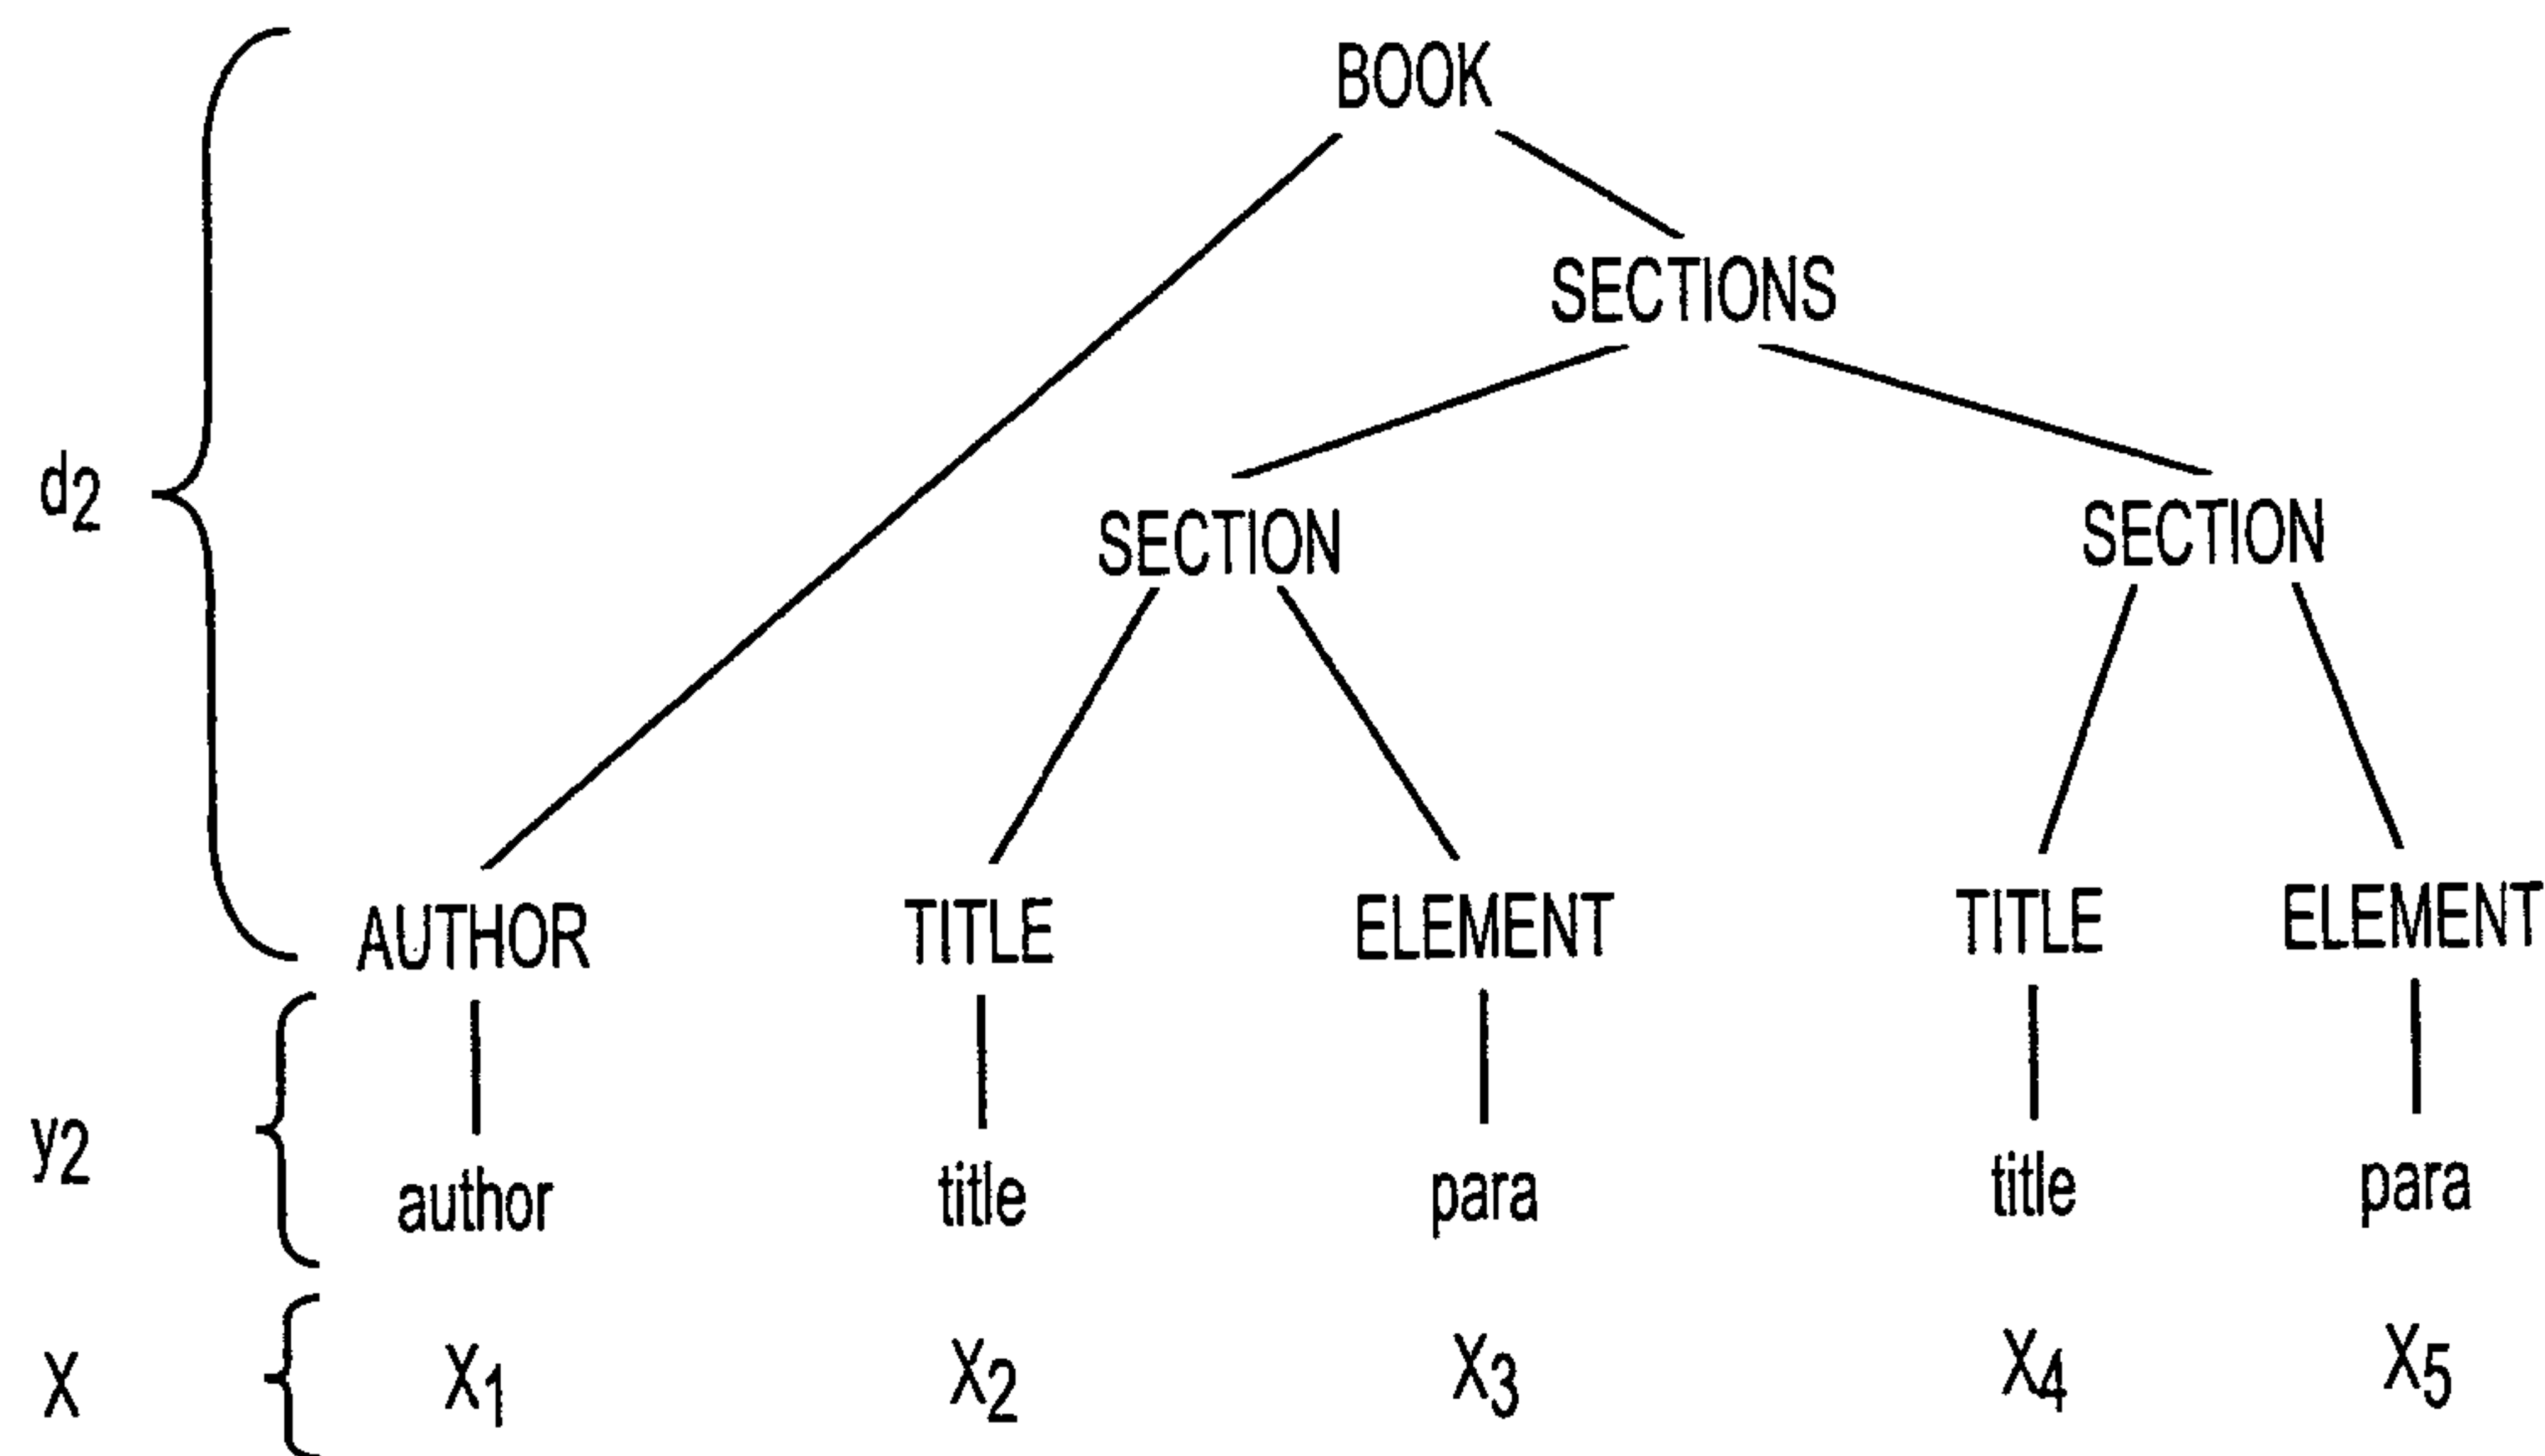 BOOK
SECTIONS
d2
SECTION SECTION
AUTHOR TITLE ELEMENT TITLE ELEMENT
y2 author title para title para
X X1 X2 X3 X4 X5